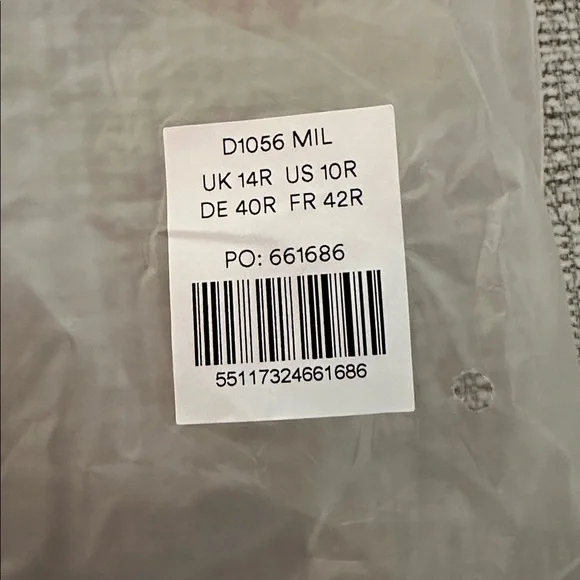 D1056 MIL
UK 14R US 10R
DE 40R FR 42R
PO: 661686
55117324661686